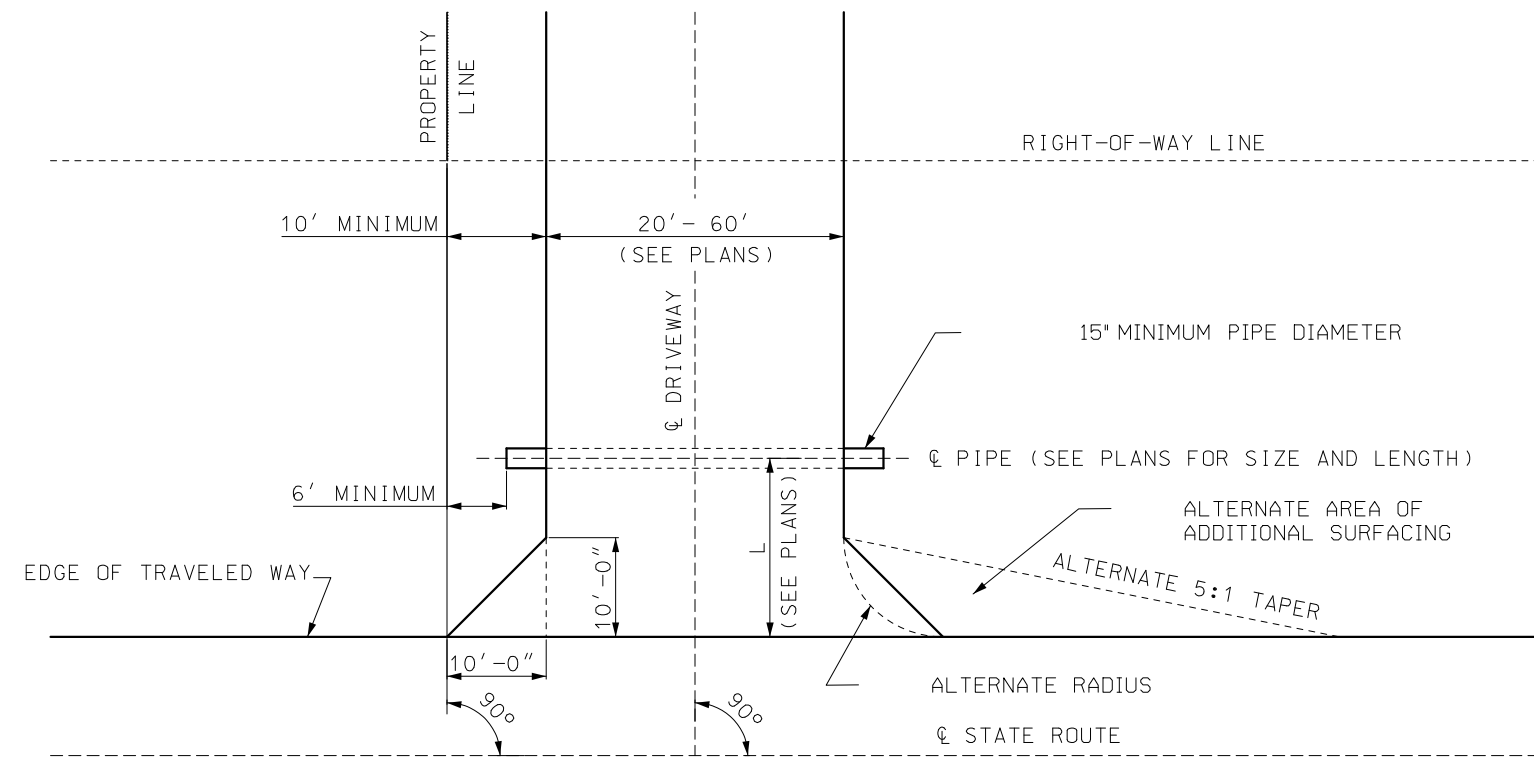 PROPERTY
LINE
RIGHT-OF-WAY LINE
10' MINIMUM
20'- 60'
(SEE PLANS)
℄ DRIVEWAY
15" MINIMUM PIPE DIAMETER
℄ PIPE (SEE PLANS FOR SIZE AND LENGTH)
6' MINIMUM
L
(SEE PLANS)
ALTERNATE AREA OF
ADDITIONAL SURFACING
EDGE OF TRAVELED WAY
10'-0"
ALTERNATE 5:1 TAPER
10'-0"
ALTERNATE RADIUS
90°
90°
℄ STATE ROUTE